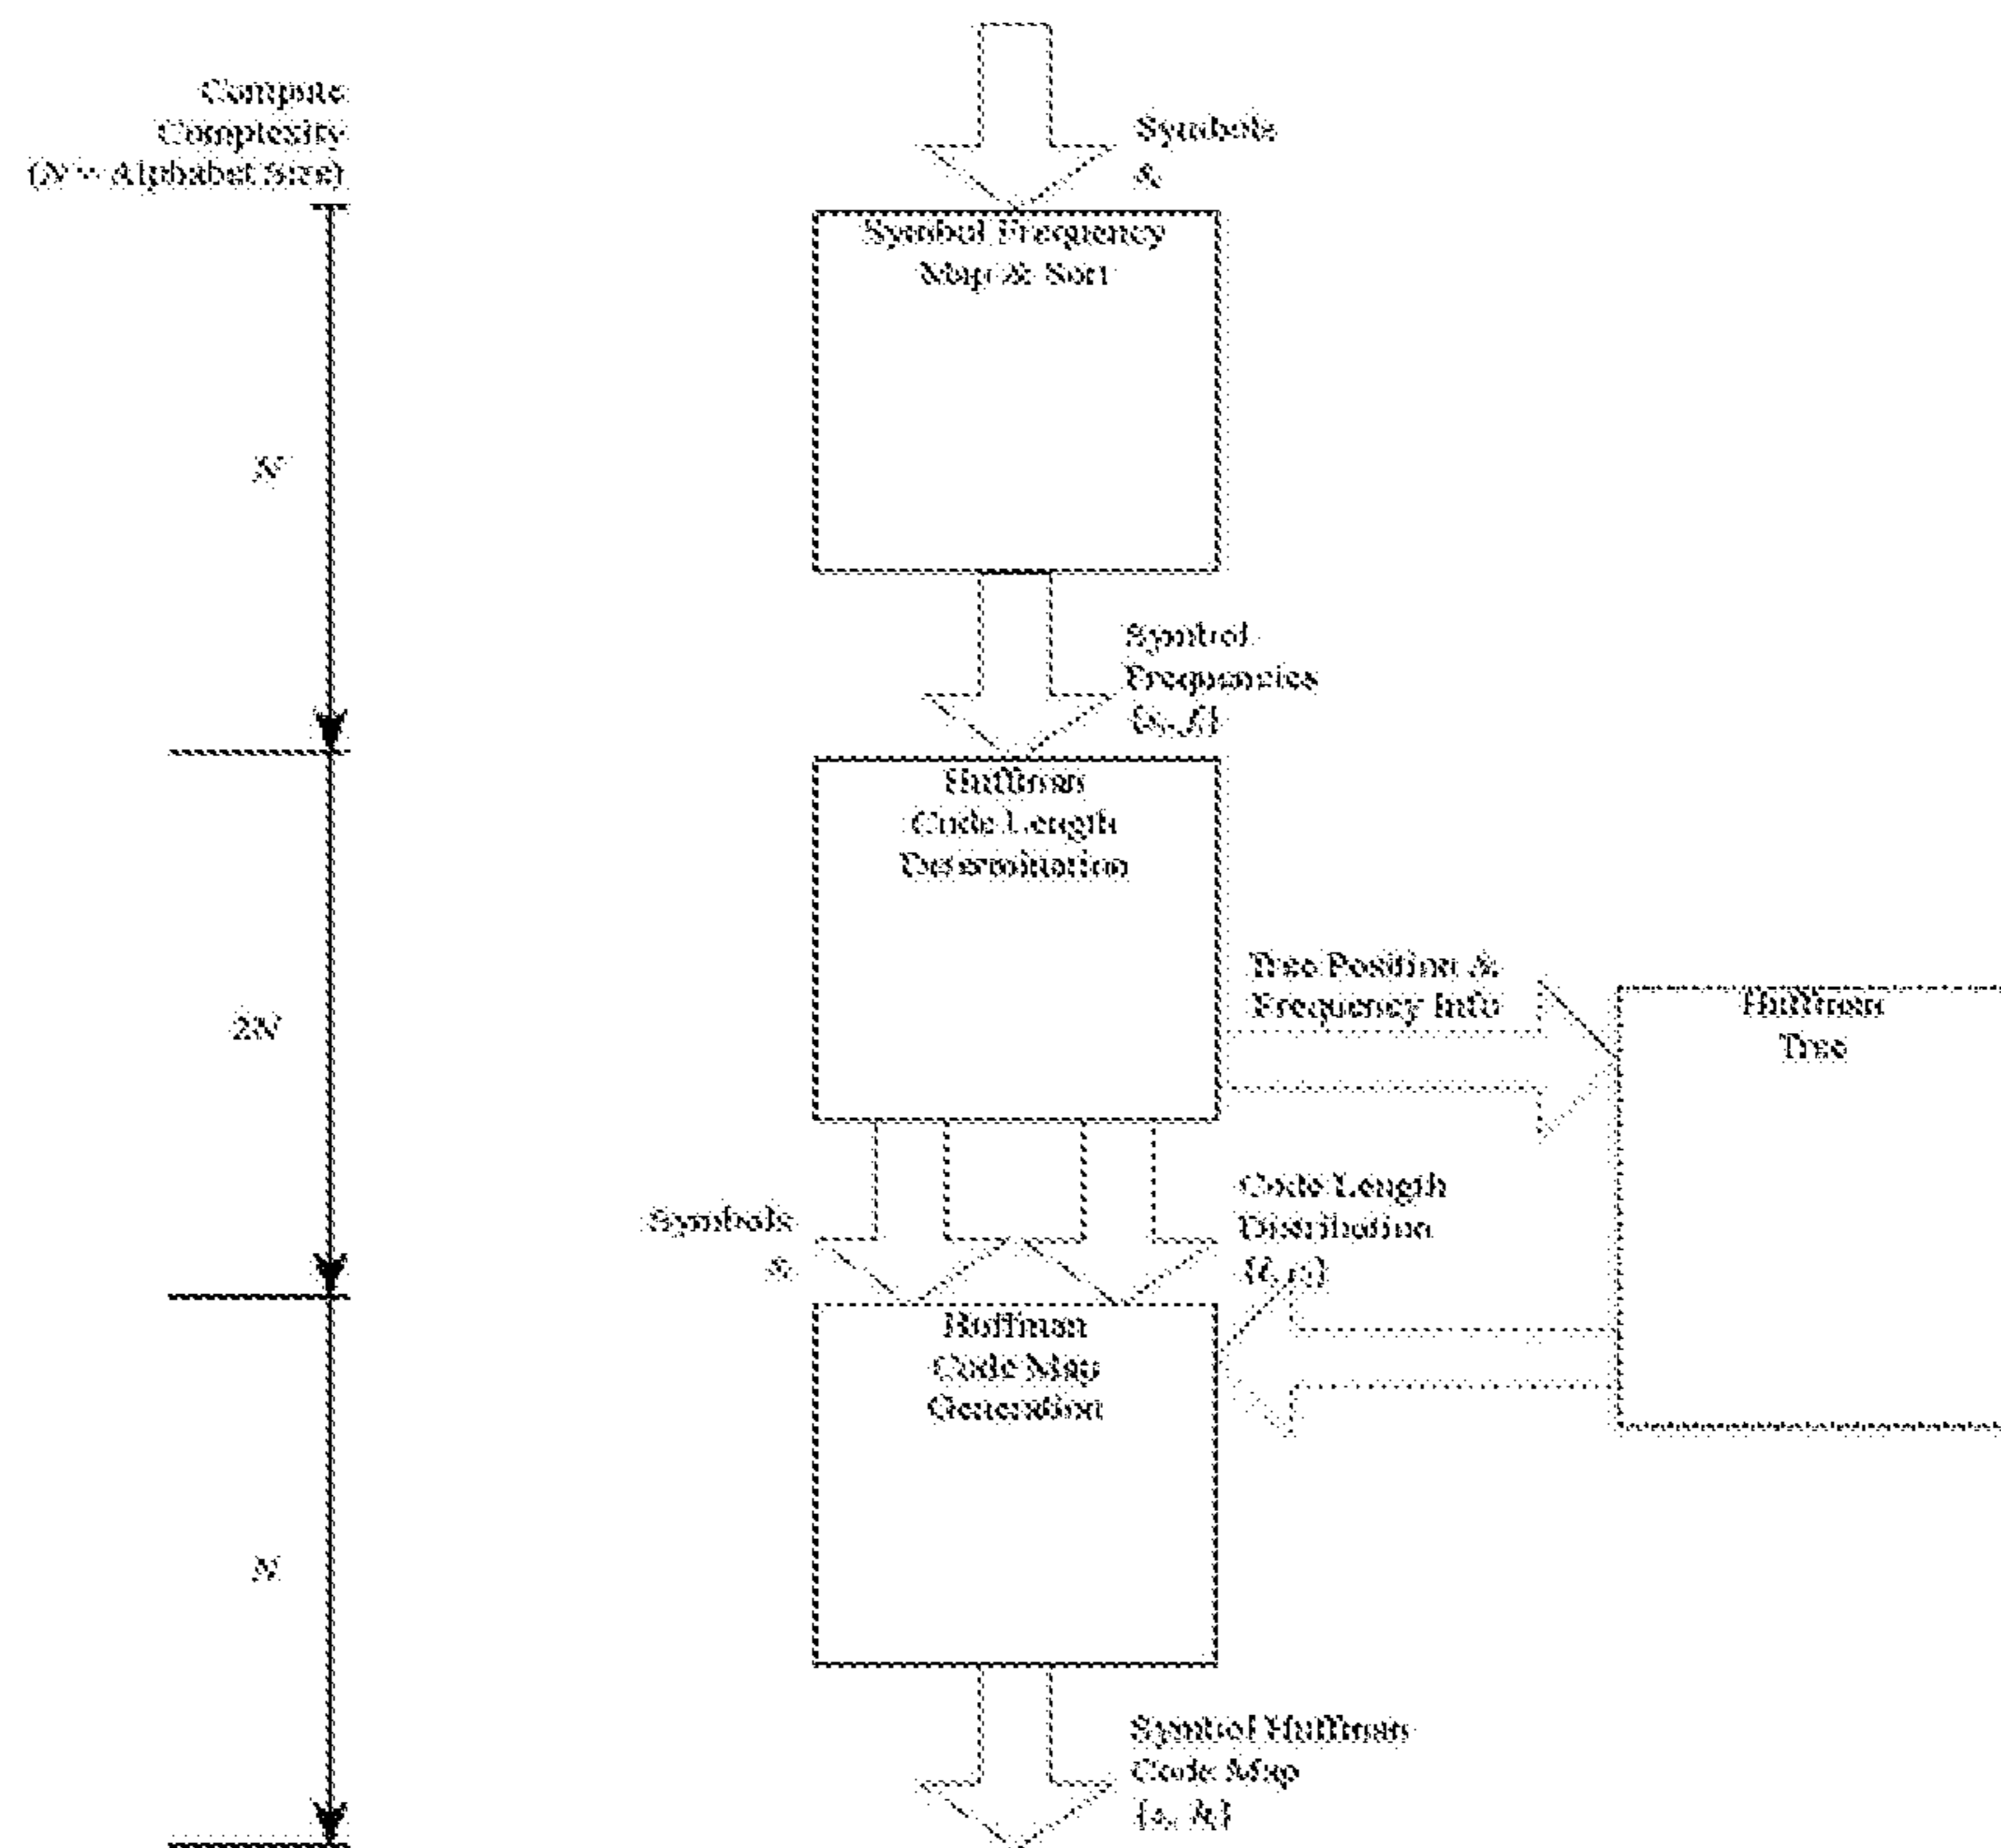 Compute
Complexity
(N = Alphabet Size)
Symbols
Symbol Frequency
Map & Sort
N
Symbol
Frequencies
Huffman
Code Length
Determination
2N
Tree Position &
Frequency Info
Huffman
Tree
Symbols
Code Length
Distribution
Huffman
Code Map
Generation
N
Symbol Huffman
Code Map